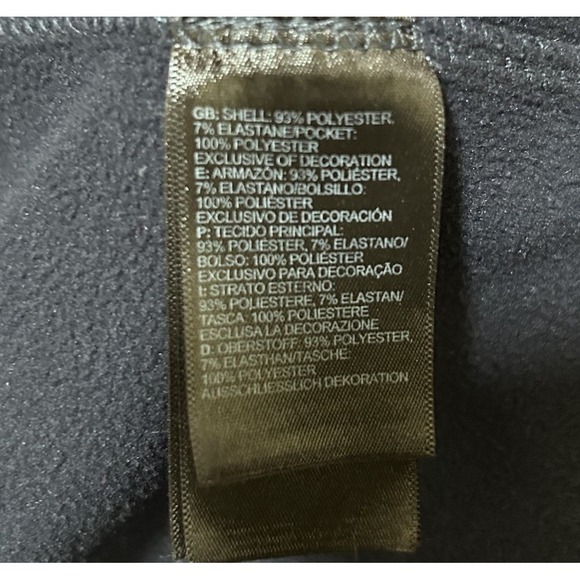 GB: SHELL: 93% POLYESTER,
7% ELASTANE/POCKET:
100% POLYESTER
EXCLUSIVE OF DECORATION
E: ARMAZÓN: 93% POLIÉSTER,
7% ELASTANO/BOLSILLO:
100% POLIÉSTER
EXCLUSIVO DE DECORACIÓN
P: TECIDO PRINCIPAL:
93% POLIÉSTER, 7% ELASTANO/
BOLSO: 100% POLIÉSTER
EXCLUSIVO PARA DECORAÇÃO
I: STRATO ESTERNO:
93% POLIESTERE, 7% ELASTAN/
TASCA: 100% POLIESTERE
ESCLUSA LA DECORAZIONE
D: OBERSTOFF: 93% POLYESTER,
7% ELASTHAN/TASCHE:
100% POLYESTER
AUSSCHLIESSLICH DEKORATION